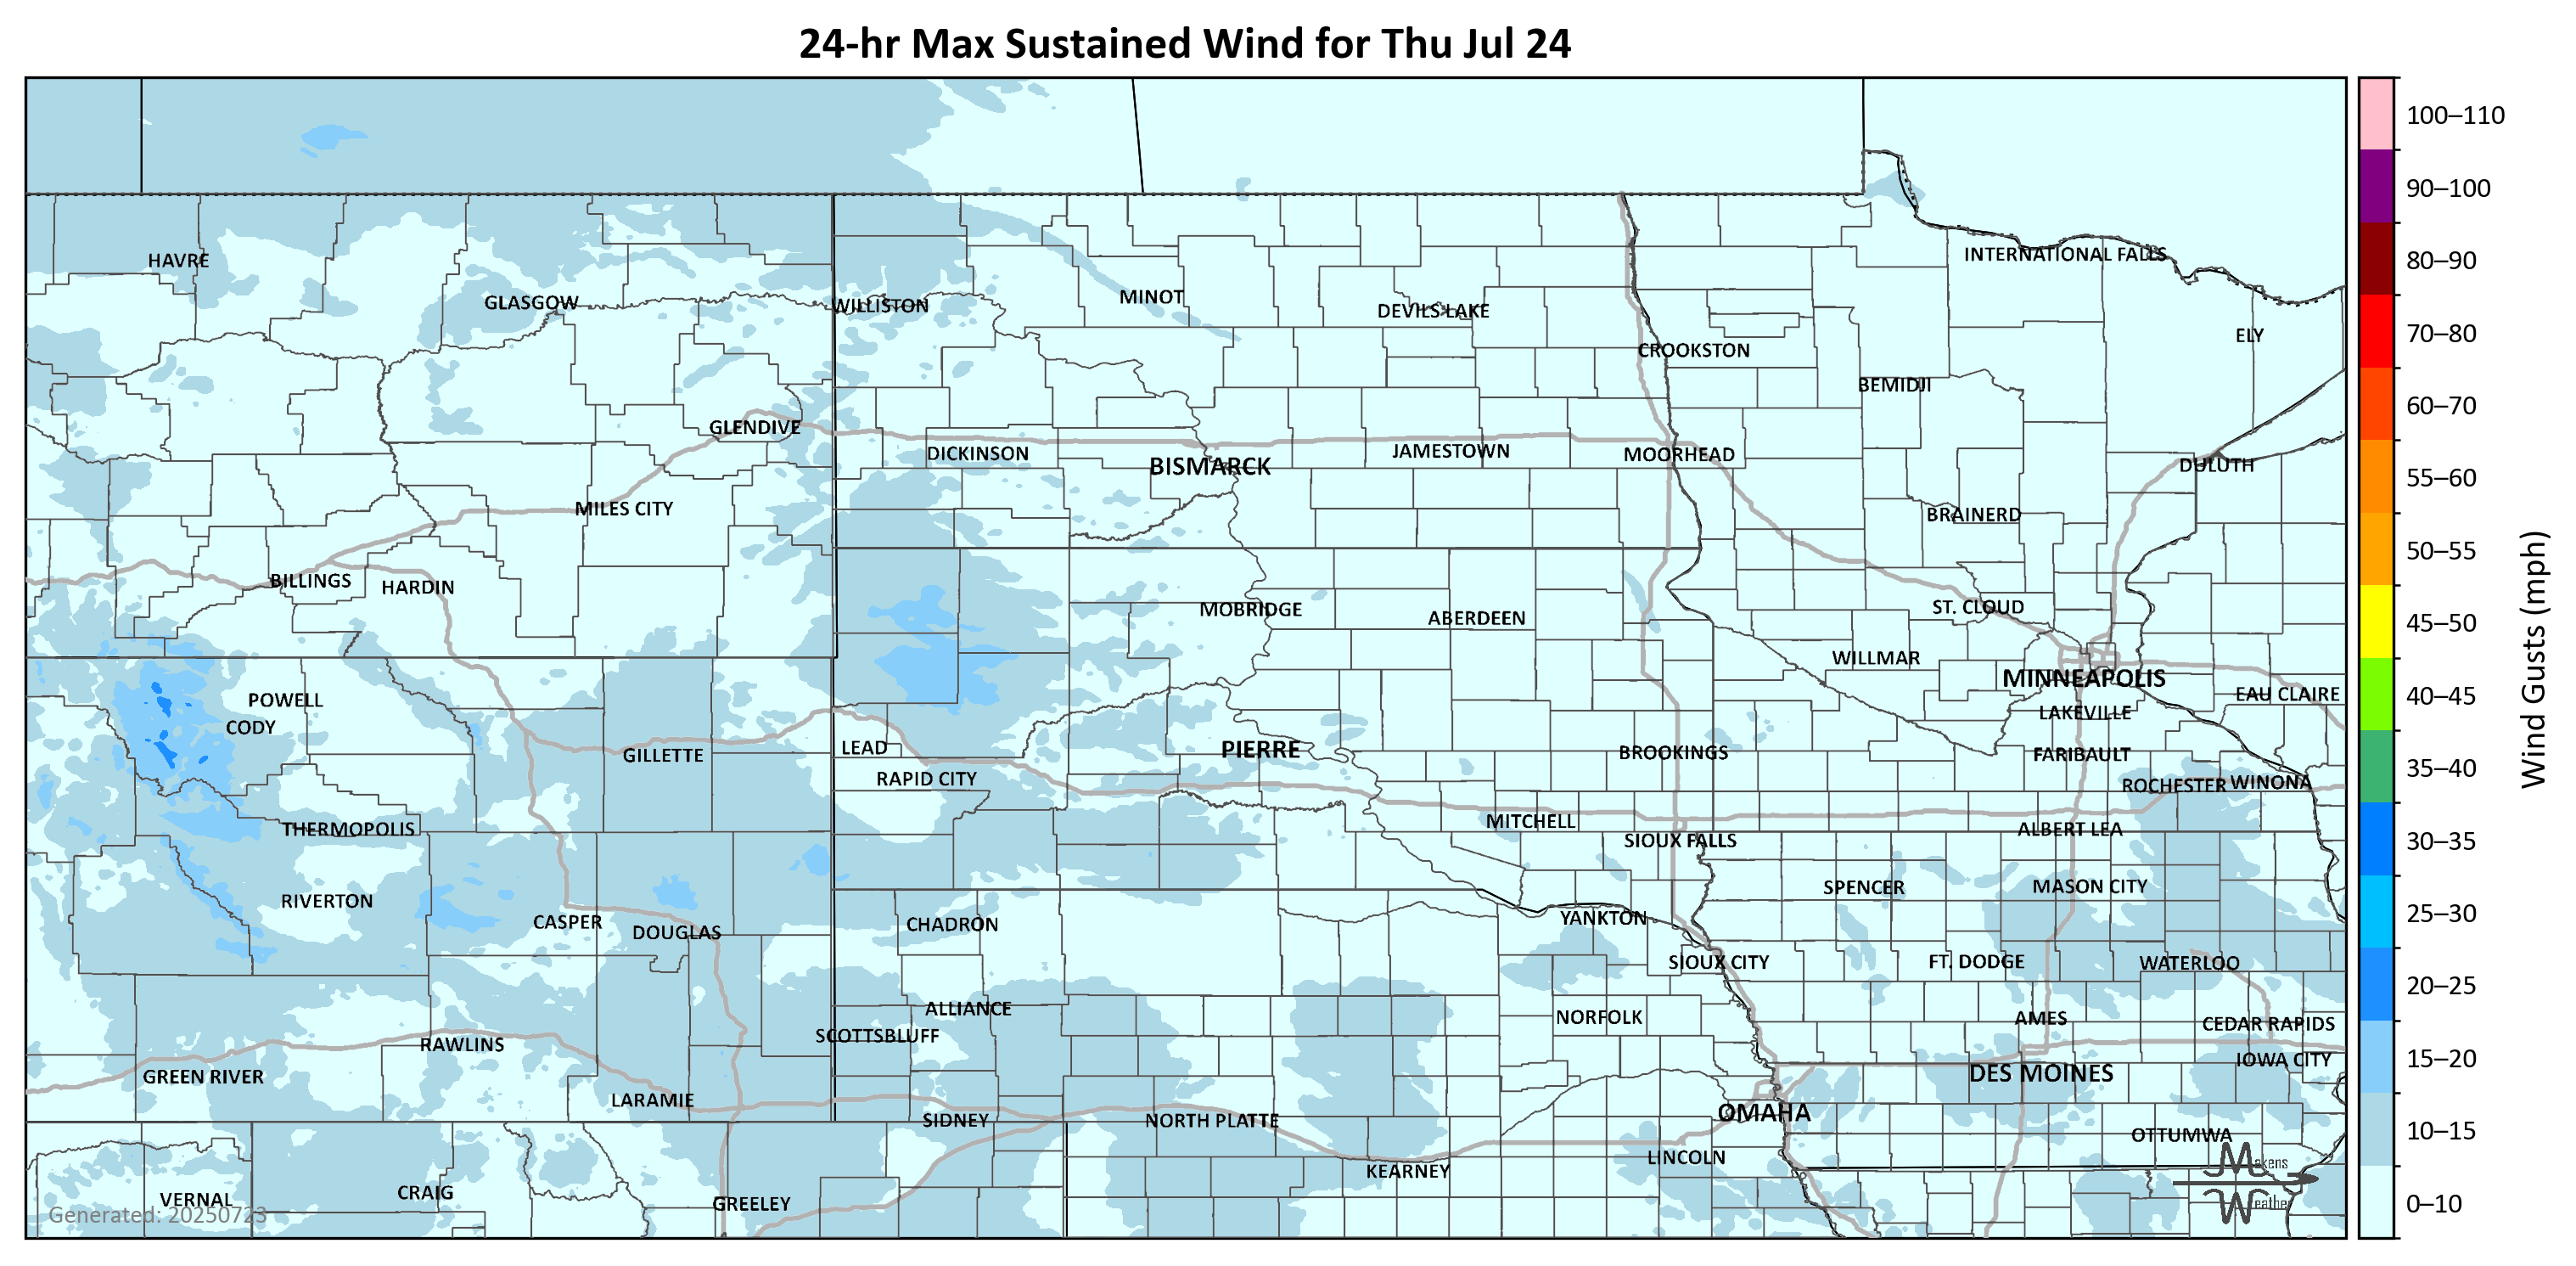 24-hr Max Sustained Wind for Thu Jul 24
100–110
90–100
80–90
70–80
60–70
55–60
50–55
45–50
40–45
35–40
30–35
25–30
20–25
15–20
10–15
0–10
Wind Gusts (mph)
HAVRE
INTERNATIONAL FALLS
GLASGOW
WILLISTON
MINOT
DEVILS LAKE
ELY
CROOKSTON
BEMIDJI
GLENDIVE
DICKINSON
BISMARCK
JAMESTOWN
MOORHEAD
DULUTH
MILES CITY
BRAINERD
BILLINGS
HARDIN
MOBRIDGE
ABERDEEN
ST. CLOUD
WILLMAR
MINNEAPOLIS
EAU CLAIRE
POWELL
CODY
LAKEVILLE
GILLETTE
LEAD
PIERRE
BROOKINGS
FARIBAULT
RAPID CITY
ROCHESTER
WINONA
THERMOPOLIS
MITCHELL
SIOUX FALLS
ALBERT LEA
RIVERTON
SPENCER
MASON CITY
CASPER
DOUGLAS
CHADRON
YANKTON
SIOUX CITY
FT. DODGE
WATERLOO
ALLIANCE
NORFOLK
AMES
CEDAR RAPIDS
SCOTTSBLUFF
RAWLINS
IOWA CITY
GREEN RIVER
DES MOINES
LARAMIE
SIDNEY
NORTH PLATTE
OMAHA
OTTUMWA
KEARNEY
LINCOLN
VERNAL
CRAIG
GREELEY
Makens
Weather
Generated: 20250723